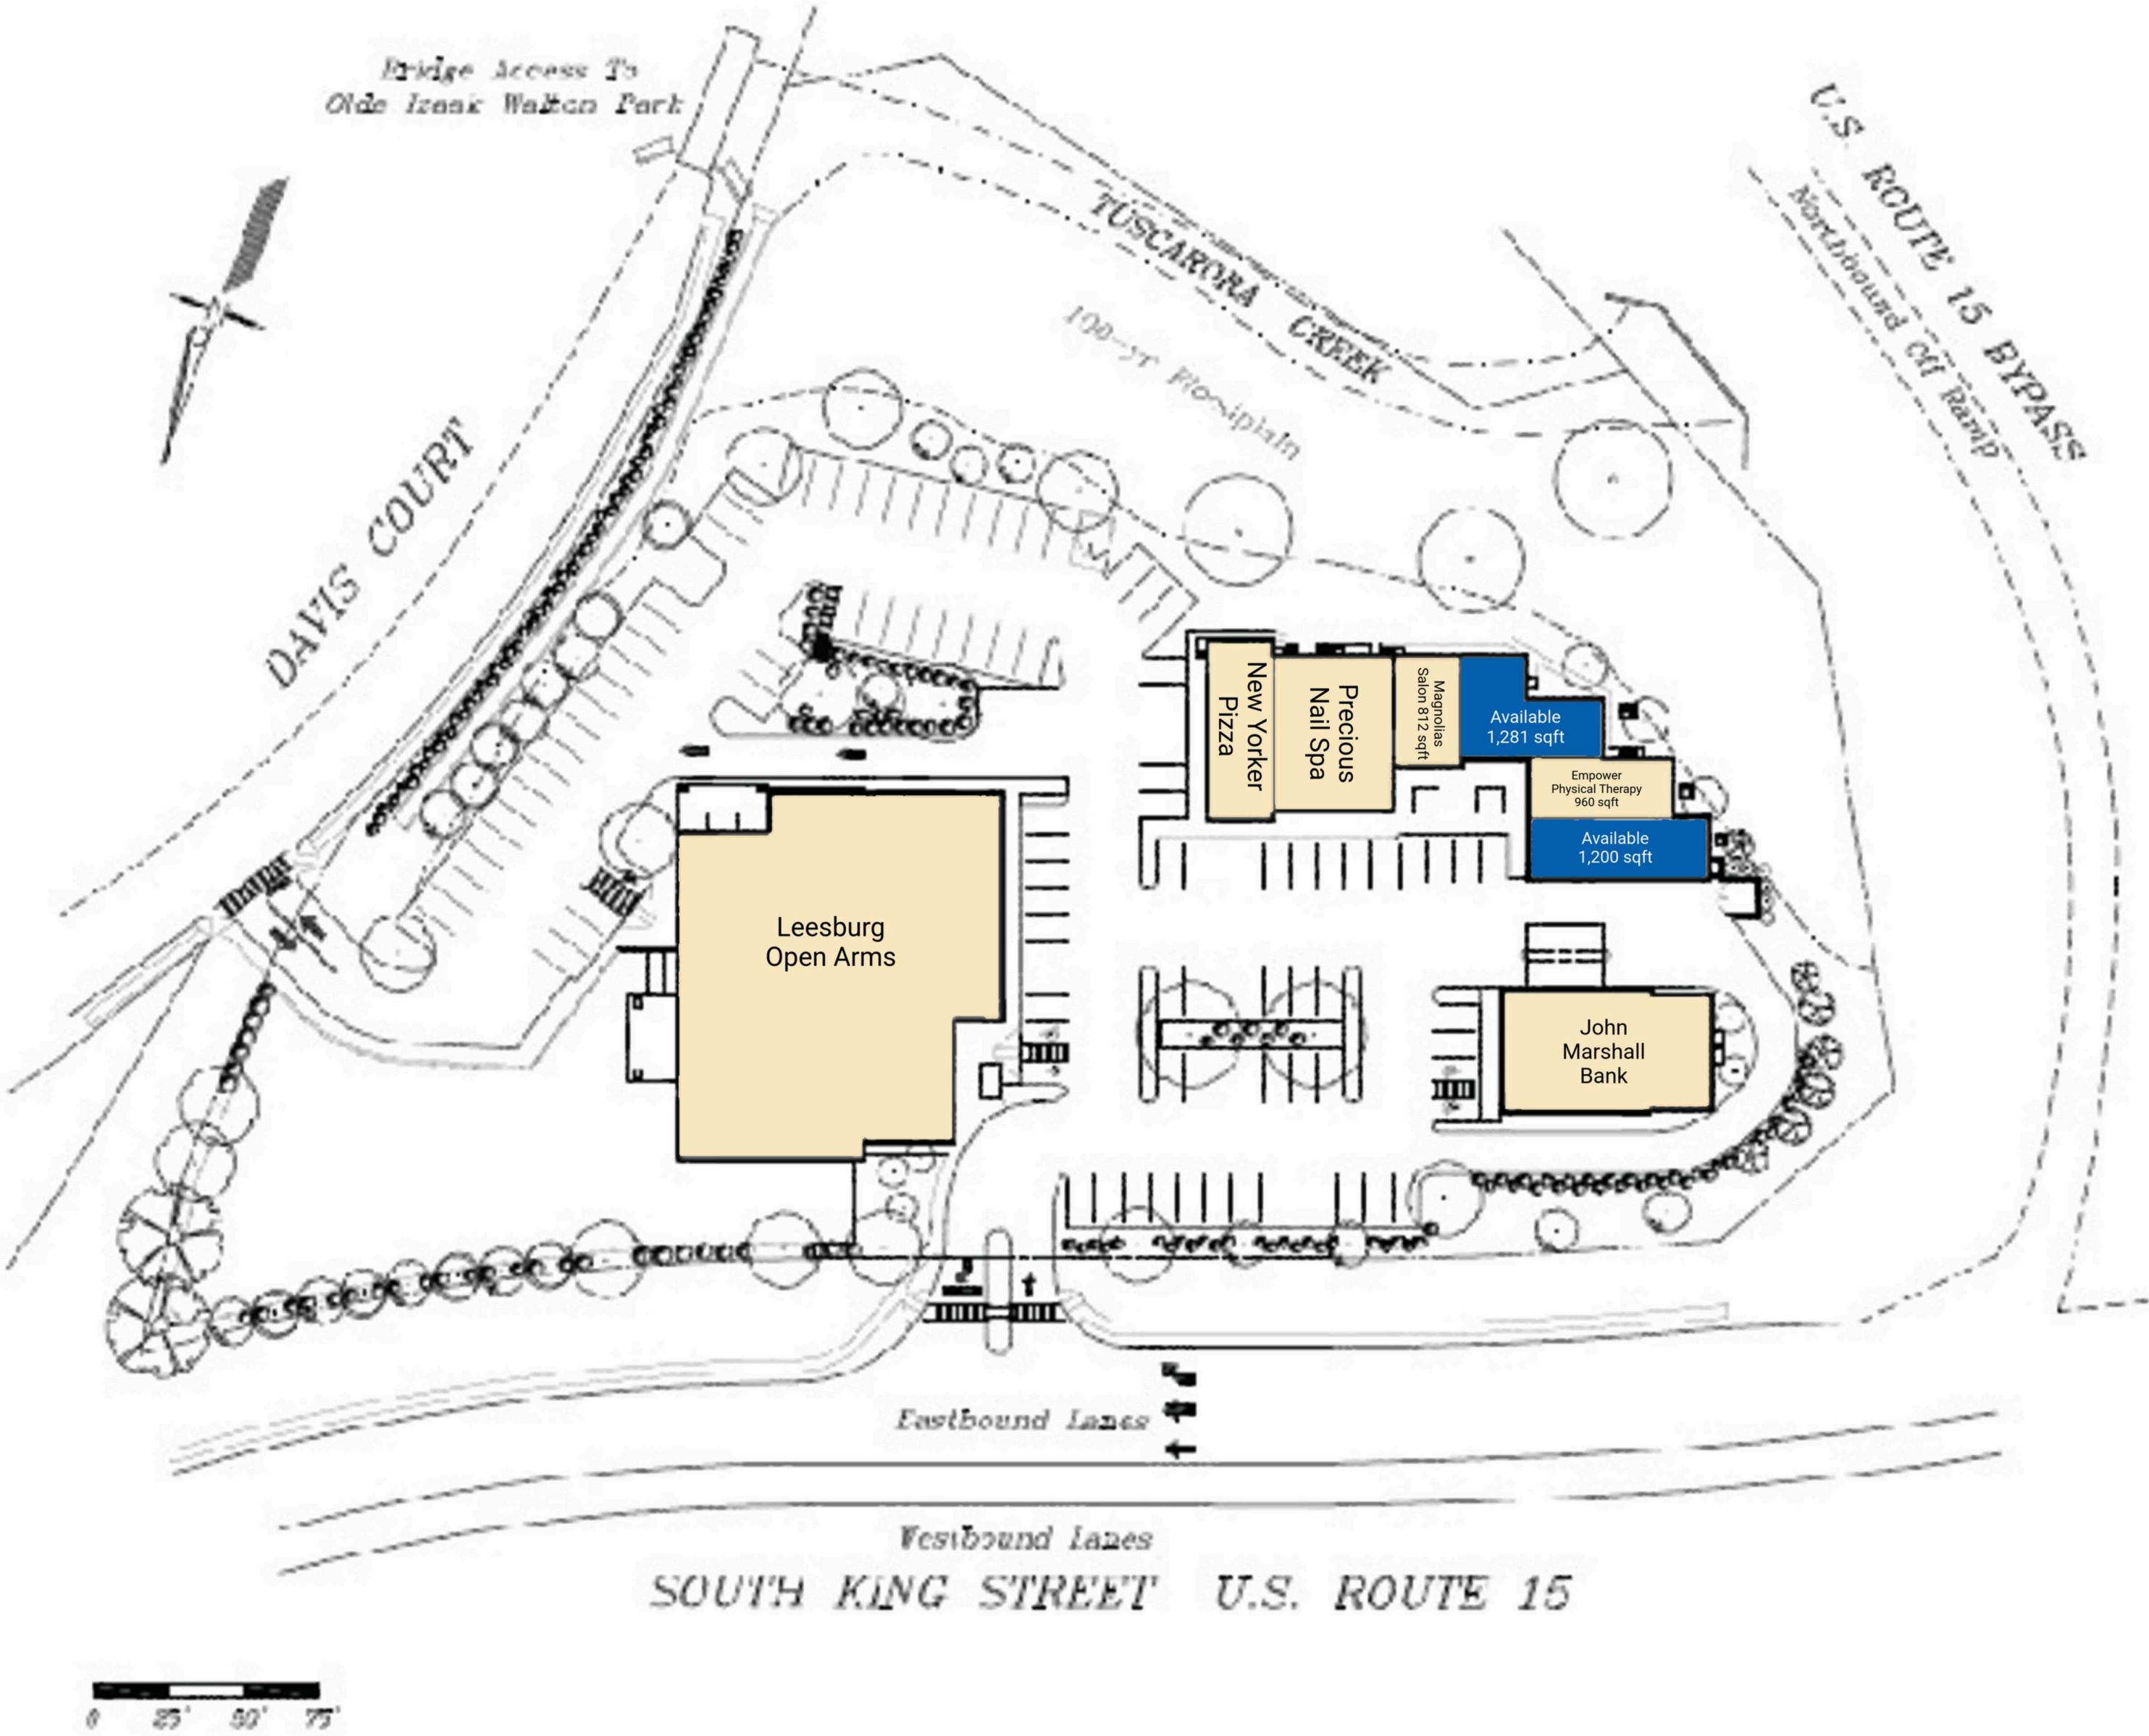 Bridge Access To
Olde Izaak Walton Park
U.S. ROUTE 15 BYPASS
Northbound Off Ramp
TUSCARORA CREEK
100-yr Floodplain
DAVIS COURT
New Yorker
Pizza
Precious
Nail Spa
Magnolias
Salon 812 sqft
Available
1,281 sqft
Empower
Physical Therapy
960 sqft
Available
1,200 sqft
Leesburg
Open Arms
John
Marshall
Bank
Eastbound Lanes
Westbound Lanes
SOUTH KING STREET U.S. ROUTE 15
0 25' 50' 75'